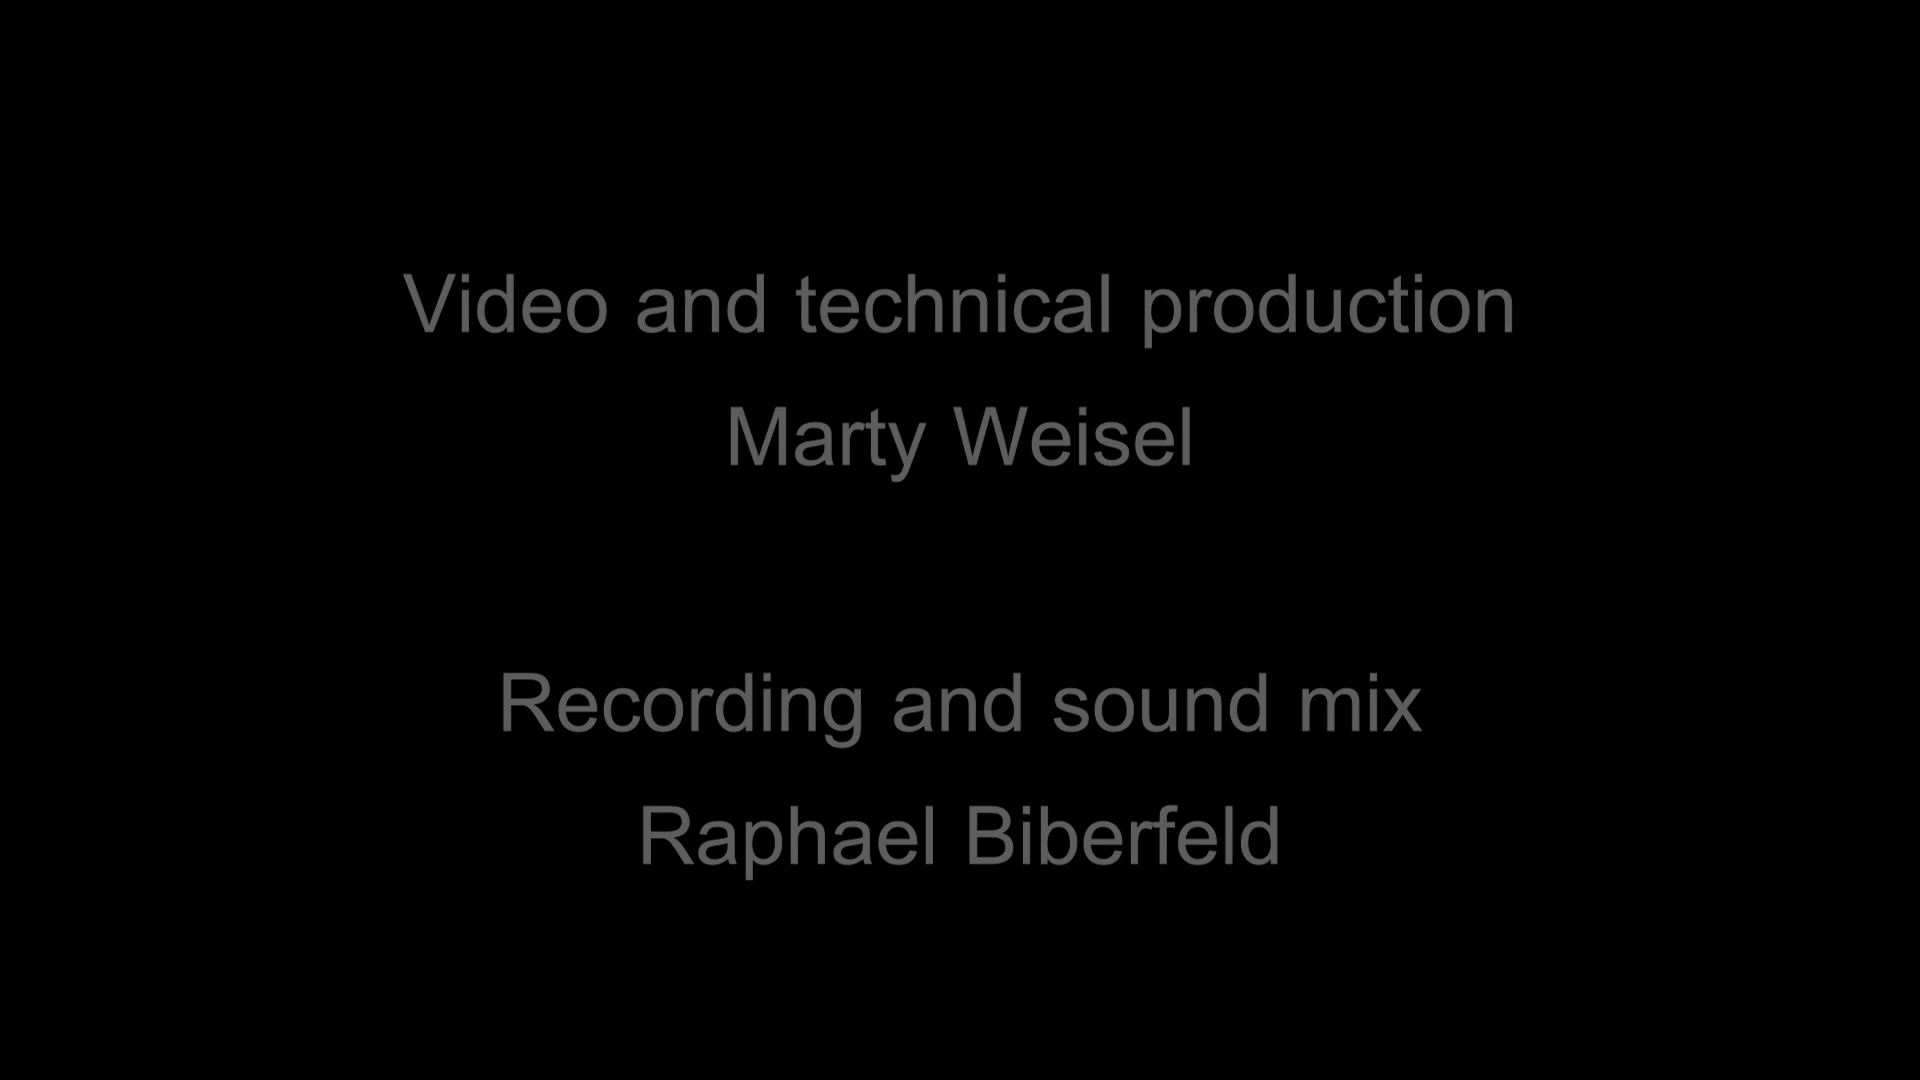 Video and technical production
Marty Weisel
Recording and sound mix
Raphael Biberfeld